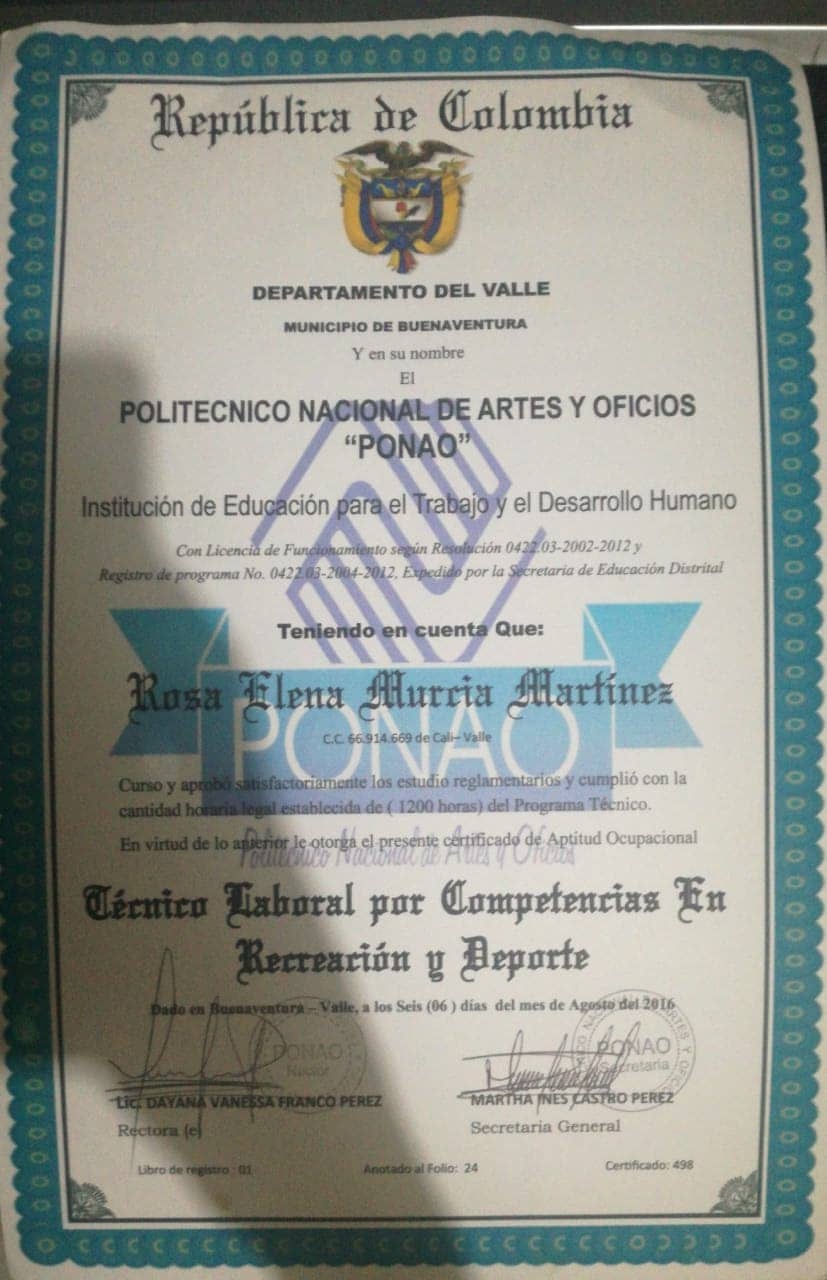 República de Colombia
DEPARTAMENTO DEL VALLE
MUNICIPIO DE BUENAVENTURA
Y en su nombre
El
POLITECNICO NACIONAL DE ARTES Y OFICIOS
“PONAO”
Institución de Educación para el Trabajo y el Desarrollo Humano
Con Licencia de Funcionamiento según Resolución 0422.03-2002-2012 y
Registro de programa No. 0422.03-2004-2012, Expedido por la Secretaria de Educación Distrital
Teniendo en cuenta Que:
Rosa Elena Murcia Martínez
PONAO
C.C. 66.914.669 de Cali– Valle
Curso y aprobó satisfactoriamente los estudio reglamentarios y cumplió con la
cantidad horaria legal establecida de ( 1200 horas) del Programa Técnico.
En virtud de lo anterior le otorga el presente certificado de Aptitud Ocupacional
Politecnico Nacional de Artes y Oficios
Técnico Laboral por Competencias En
Recreación y Deporte
Dado en Buenaventura – Valle, a los Seis (06 ) días del mes de Agosto del 2016
PONAO
Rector
PONAO
Secretaria
LIC. DAYANA VANESSA FRANCO PEREZ
MARTHA INES CASTRO PEREZ
Rectora (e)
Secretaria General
Libro de registro : 01
Anotado al Folio: 24
Certificado: 498